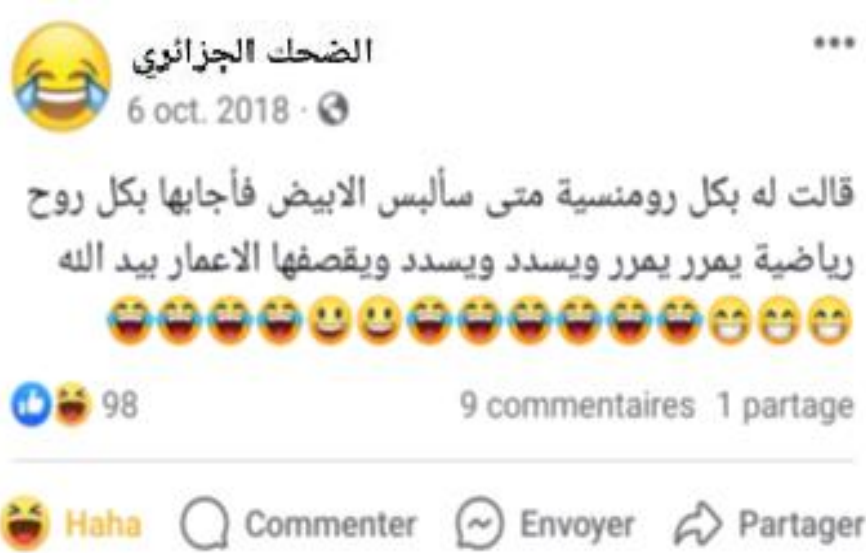 الضحك الجزائري
6 oct. 2018
قالت له بكل رومنسية متى سألبس الابيض فأجابها بكل روح
رياضية يمرر يمرر ويسدد ويسدد ويقصفها الاعمار بيد الله
😂😂😂😂😃😃😂😂😂😂😂😂😁😁😁
98
9 commentaires 1 partage
Haha Commenter Envoyer Partager